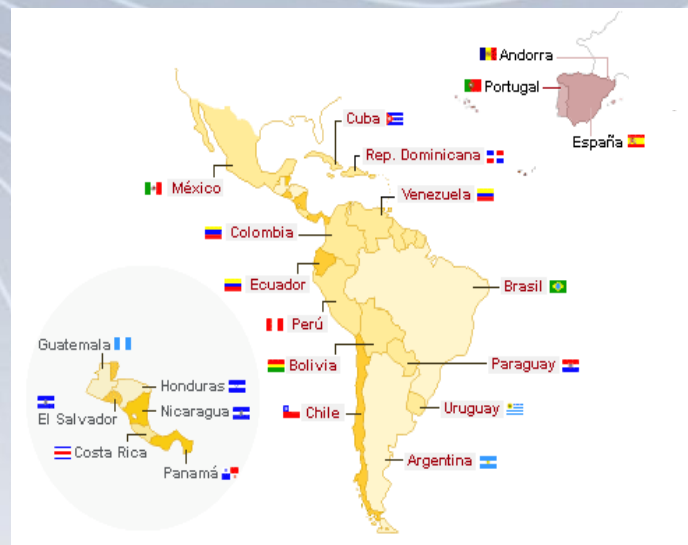 Andorra
Portugal
España
Cuba
Rep. Dominicana
México
Venezuela
Colombia
Ecuador
Brasil
Perú
Bolivia
Paraguay
Chile
Uruguay
Argentina
Guatemala
Honduras
Nicaragua
El Salvador
Costa Rica
Panamá